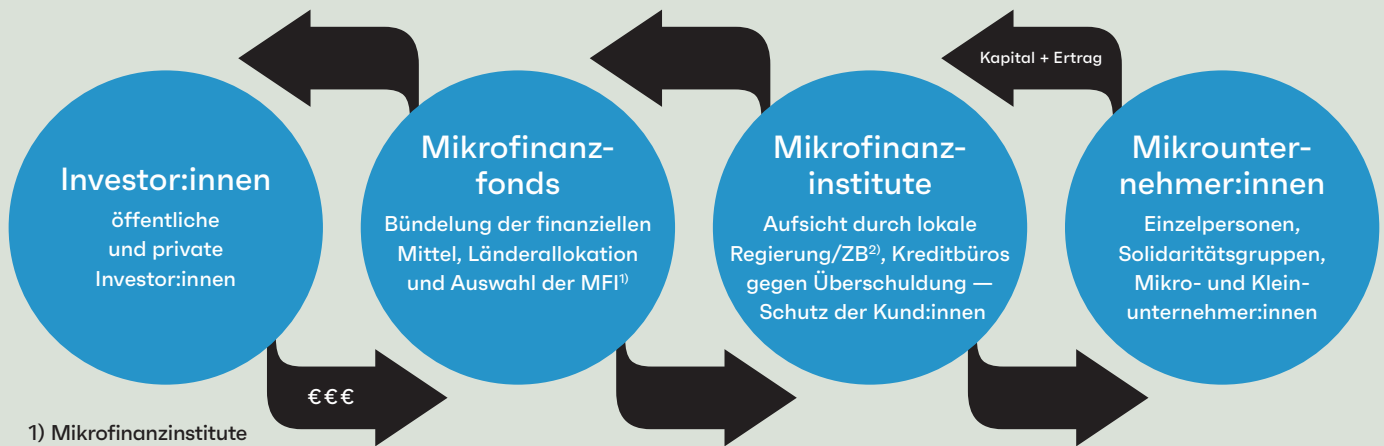 Kapital + Ertrag
Investor:innen
öffentliche
und private
Investor:innen
Mikrofinanz-
fonds
Bündelung der finanziellen
Mittel, Länderallokation
und Auswahl der MFI¹⁾
Mikrofinanz-
institute
Aufsicht durch lokale
Regierung/ZB²⁾, Kreditbüros
gegen Überschuldung —
Schutz der Kund:innen
Mikrounter-
nehmer:innen
Einzelpersonen,
Solidaritätsgruppen,
Mikro- und Klein-
unternehmer:innen
€€€
1) Mikrofinanzinstitute